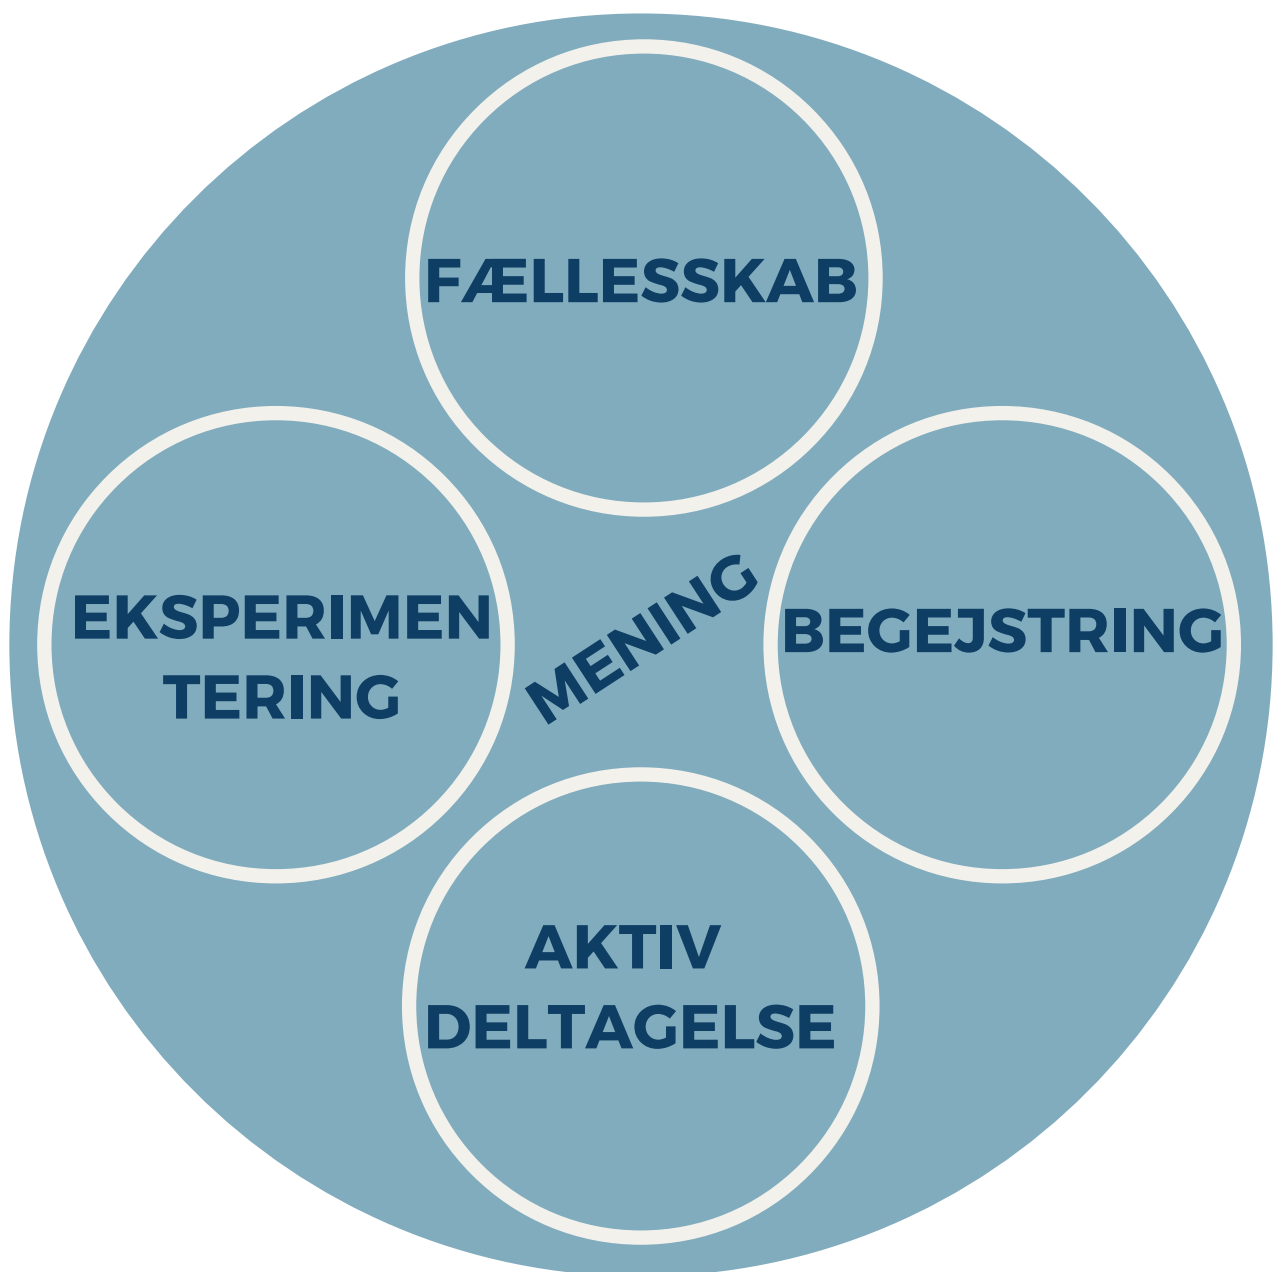 FÆLLESSKAB
EKSPERIMEN
TERING
MENING
BEGEJSTRING
AKTIV
DELTAGELSE